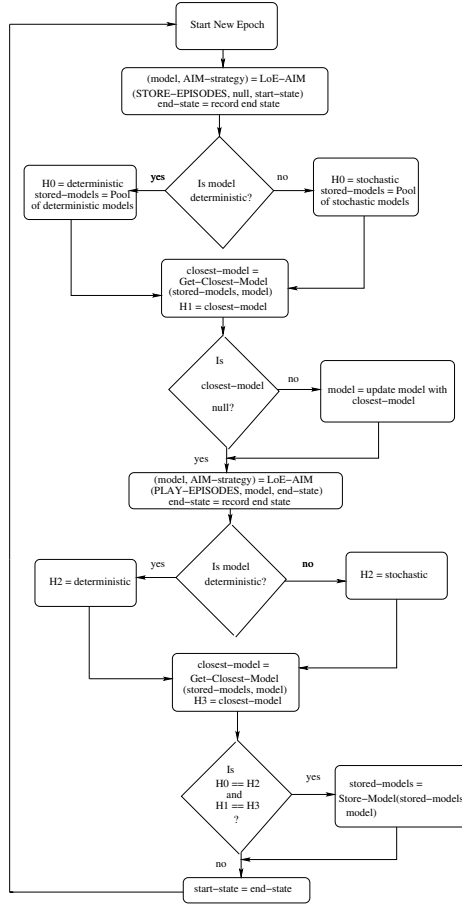 Start New Epoch
(model, AIM−strategy) = LoE−AIM
(STORE−EPISODES, null, start−state)
end−state = record end state
Is model
deterministic?
yes
no
H0 = deterministic
stored−models = Pool
of deterministic models
H0 = stochastic
stored−models = Pool
of stochastic models
closest−model =
Get−Closest−Model
(stored−models, model)
H1 = closest−model
Is
closest−model
null?
no
model = update model with
closest−model
yes
(model, AIM−strategy) = LoE−AIM
(PLAY−EPISODES, model, end−state)
end−state = record end state
Is model
deterministic?
yes
no
H2 = deterministic
H2 = stochastic
closest−model =
Get−Closest−Model
(stored−models, model)
H3 = closest−model
Is
H0 == H2
and
H1 == H3
?
yes
stored−models =
Store−Model(stored−models
model)
no
start−state = end−state